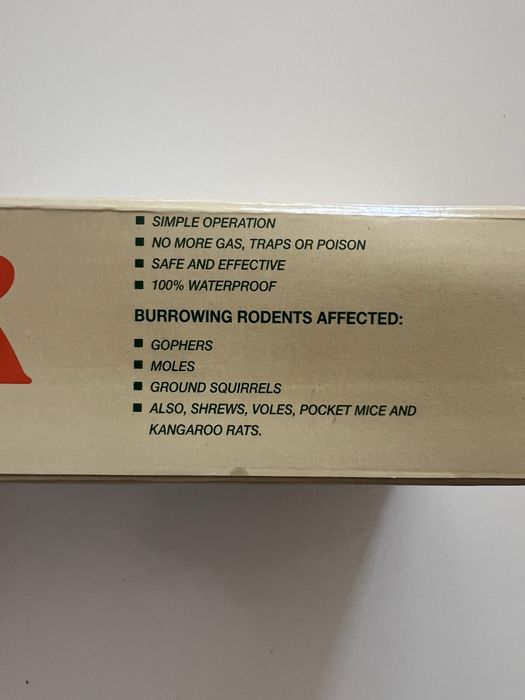 R
■ SIMPLE OPERATION
■ NO MORE GAS, TRAPS OR POISON
■ SAFE AND EFFECTIVE
■ 100% WATERPROOF
BURROWING RODENTS AFFECTED:
■ GOPHERS
■ MOLES
■ GROUND SQUIRRELS
■ ALSO, SHREWS, VOLES, POCKET MICE AND
KANGAROO RATS.